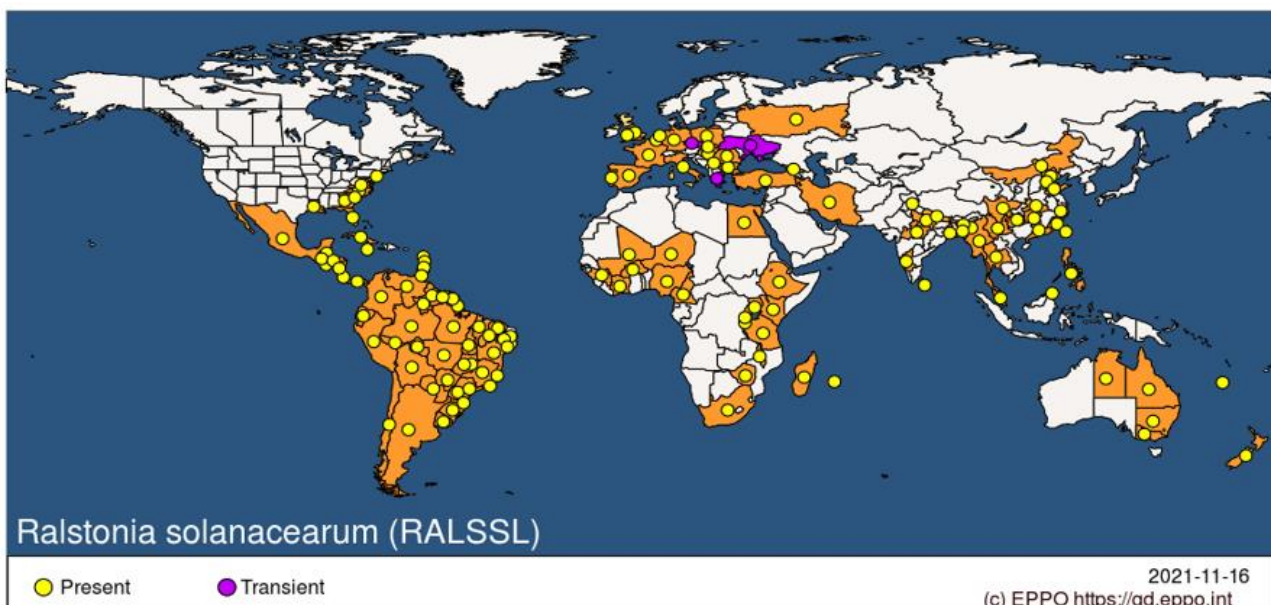 Ralstonia solanacearum (RALSSL)
Present
Transient
2021-11-16
(c) EPPO https://gd.eppo.int